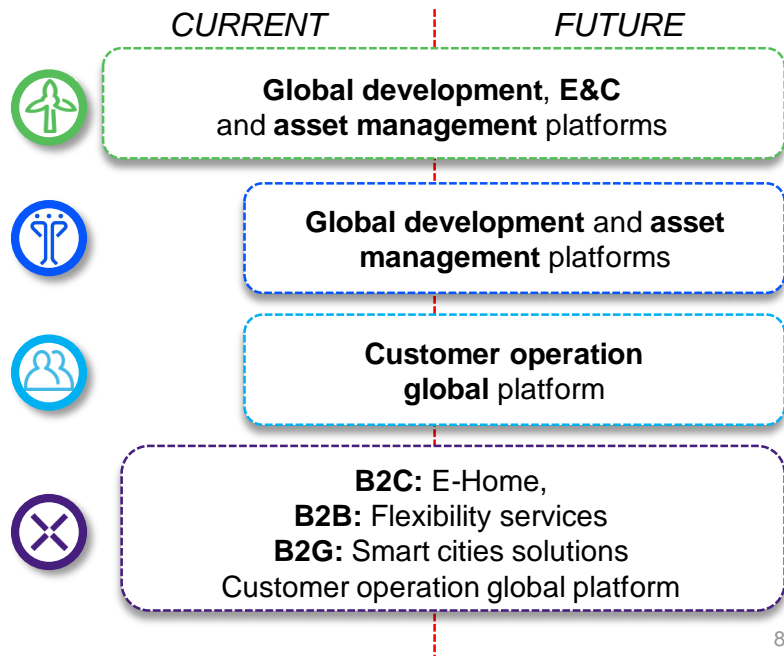 CURRENT FUTURE
Global development, E&C
and asset management platforms
Global development and asset
management platforms
Customer operation
global platform
B2C: E-Home,
B2B: Flexibility services
B2G: Smart cities solutions
Customer operation global platform
8